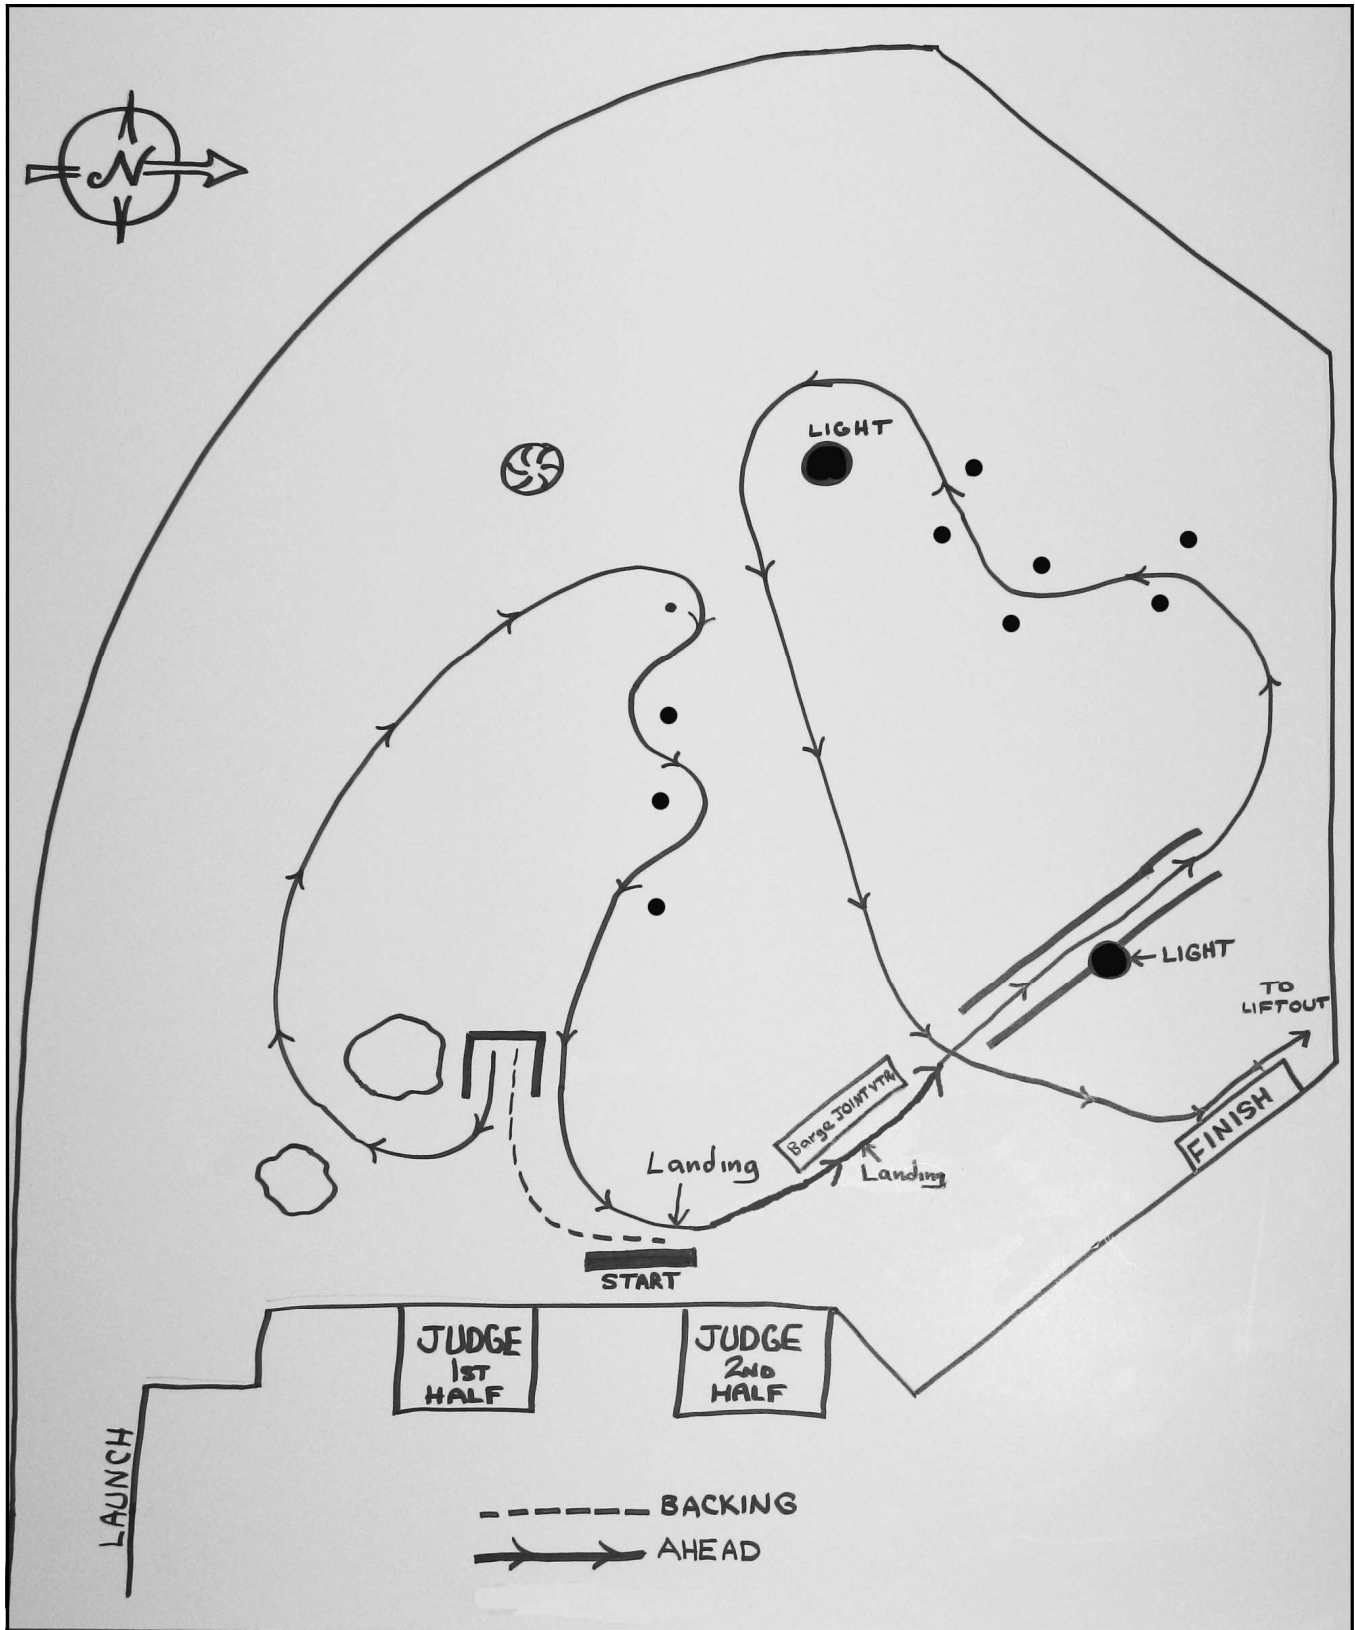 N
LIGHT
LIGHT
TO
LIFTOUT
Barge JOINT VTR
FINISH
Landing
Landing
START
JUDGE
1ST
HALF
JUDGE
2ND
HALF
LAUNCH
BACKING
AHEAD